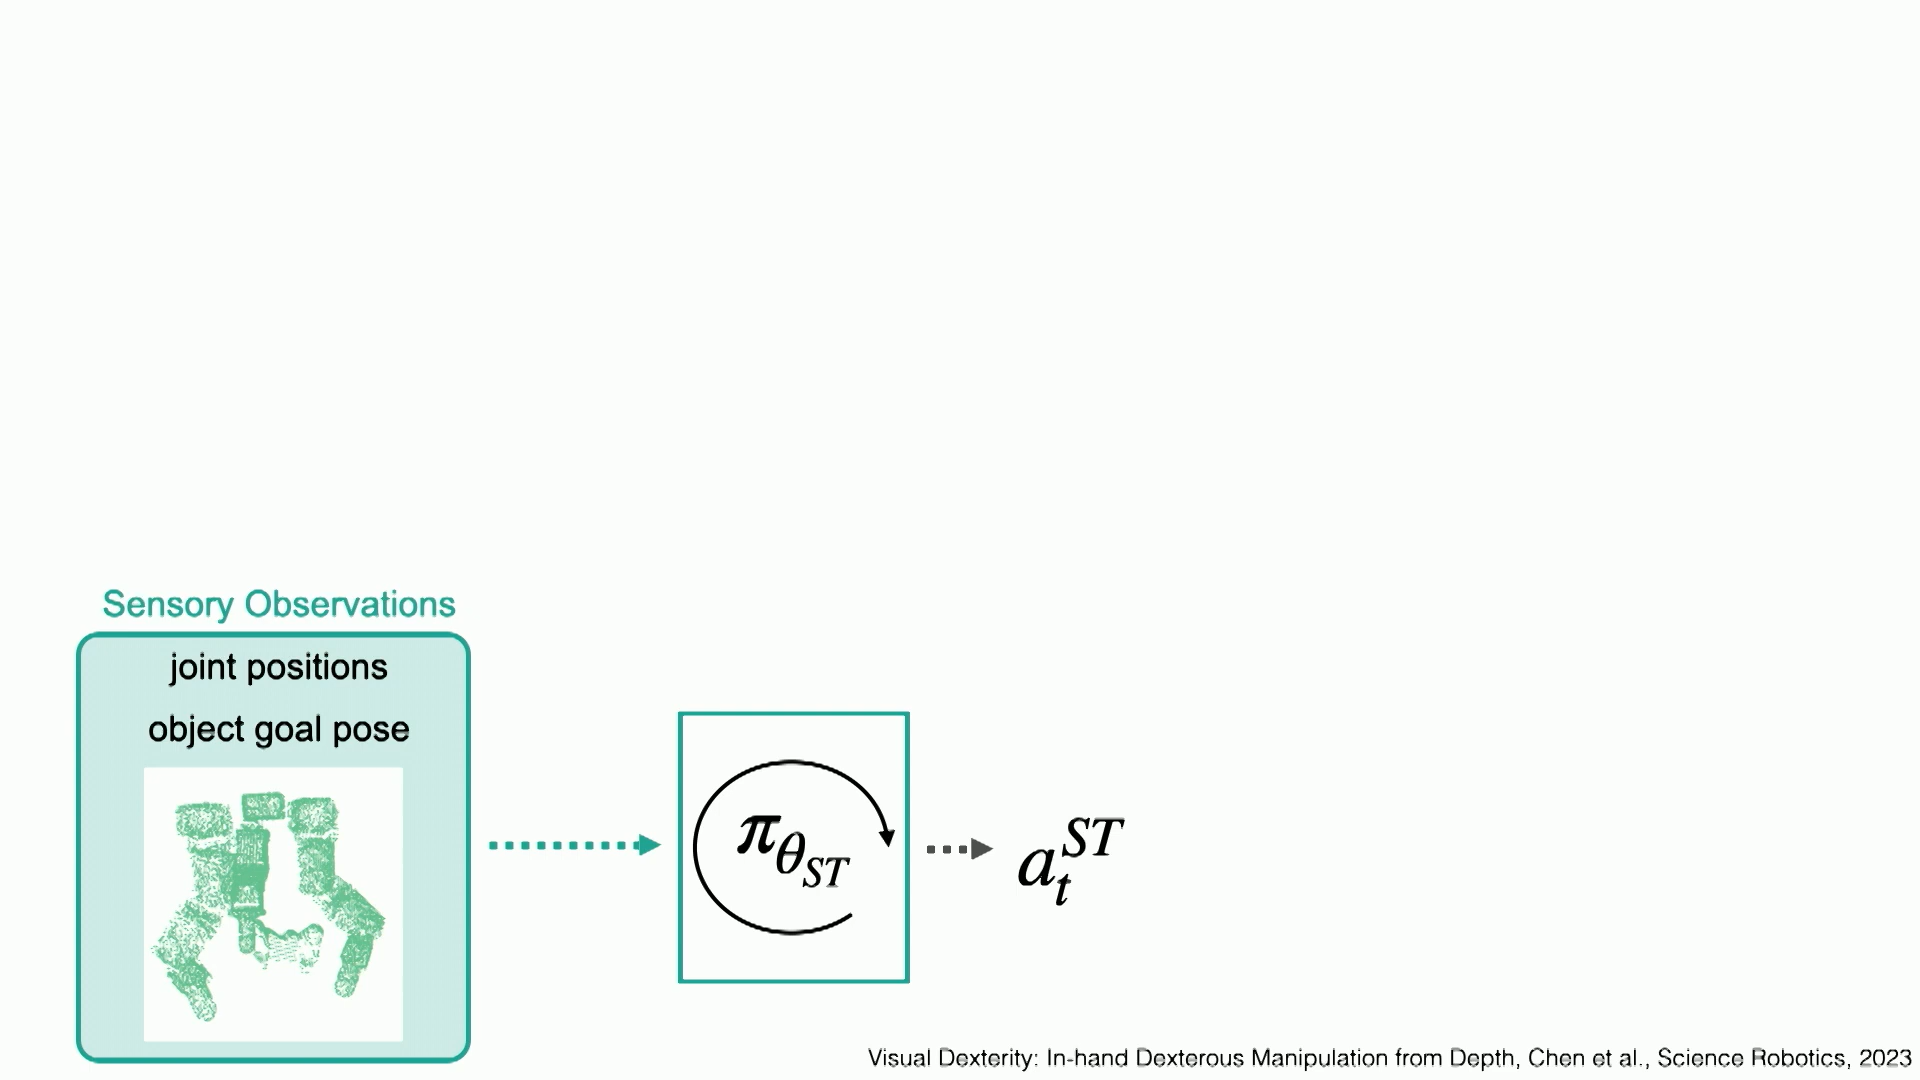 Sensory Observations
joint positions
object goal pose
π_{θ_{ST}}
a_t^{ST}
Visual Dexterity: In-hand Dexterous Manipulation from Depth, Chen et al., Science Robotics, 2023